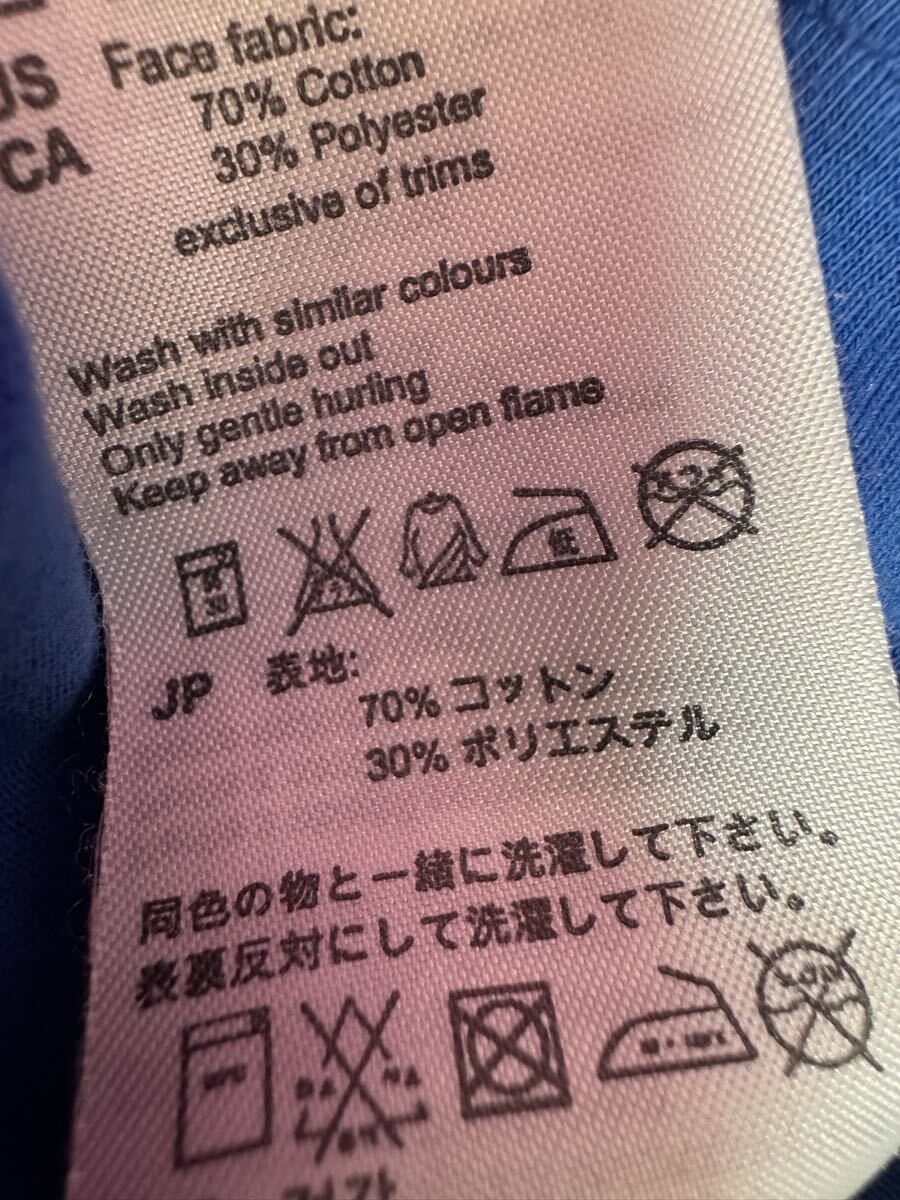 US Face fabric:
70% Cotton
CA 30% Polyester
exclusive of trims
Wash with similar colours
Wash inside out
Only gentle hurling
Keep away from open flame
低
JP 表地:
70% コットン
30% ポリエステル
同色の物と一緒に洗濯して下さい。
表裏反対にして洗濯して下さい。